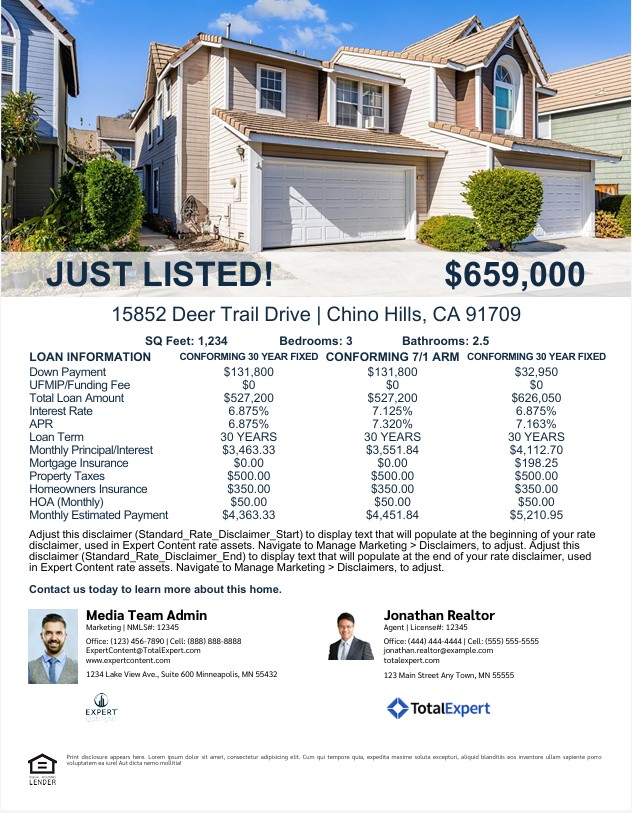 JUST LISTED! $659,000
15852 Deer Trail Drive | Chino Hills, CA 91709
SQ Feet: 1,234 Bedrooms: 3 Bathrooms: 2.5
LOAN INFORMATION CONFORMING 30 YEAR FIXED CONFORMING 7/1 ARM CONFORMING 30 YEAR FIXED
Down Payment $131,800 $131,800 $32,950
UFMIP/Funding Fee $0 $0 $0
Total Loan Amount $527,200 $527,200 $626,050
Interest Rate 6.875% 7.125% 6.875%
APR 6.875% 7.320% 7.163%
Loan Term 30 YEARS 30 YEARS 30 YEARS
Monthly Principal/Interest $3,463.33 $3,551.84 $4,112.70
Mortgage Insurance $0.00 $0.00 $198.25
Property Taxes $500.00 $500.00 $500.00
Homeowners Insurance $350.00 $350.00 $350.00
HOA (Monthly) $50.00 $50.00 $50.00
Monthly Estimated Payment $4,363.33 $4,451.84 $5,210.95
Adjust this disclaimer (Standard_Rate_Disclaimer_Start) to display text that will populate at the beginning of your rate
disclaimer, used in Expert Content rate assets. Navigate to Manage Marketing > Disclaimers, to adjust. Adjust this
disclaimer (Standard_Rate_Disclaimer_End) to display text that will populate at the end of your rate disclaimer, used
in Expert Content rate assets. Navigate to Manage Marketing > Disclaimers, to adjust.
Contact us today to learn more about this home.
Media Team Admin
Marketing | NMLS#: 12345
Office: (123) 456-7890 | Cell: (888) 888-8888
ExpertContent@TotalExpert.com
www.expertcontent.com
1234 Lake View Ave., Suite 600 Minneapolis, MN 55432
EXPERT
CONTENT
Jonathan Realtor
Agent | License#: 12345
Office: (444) 444-4444 | Cell: (555) 555-5555
jonathan.realtor@example.com
totalexpert.com
123 Main Street Any Town, MN 55555
TotalExpert
EQUAL HOUSING
LENDER
Print disclosure appears here. Lorem ipsum dolor sit amet, consectetur adipisicing elit. Cum qui tempore quia, expedita maxime soluta excepturi, aliquid blanditiis eos inventore ullam sapiente porro
voluptatem ea iure! Aut dicta nemo mollitia!